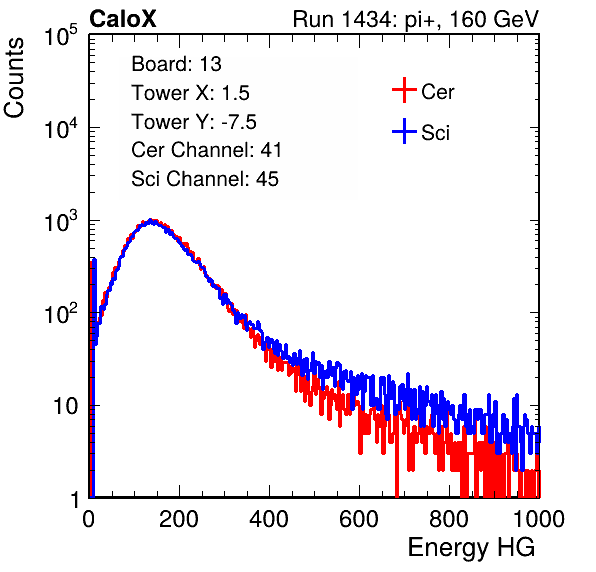 CaloX Run 1434: pi+, 160 GeV
Counts
Board: 13
Tower X: 1.5
Tower Y: -7.5
Cer Channel: 41
Sci Channel: 45
Cer
Sci
10^5
10^4
10^3
10^2
10
1
0 200 400 600 800 1000
Energy HG